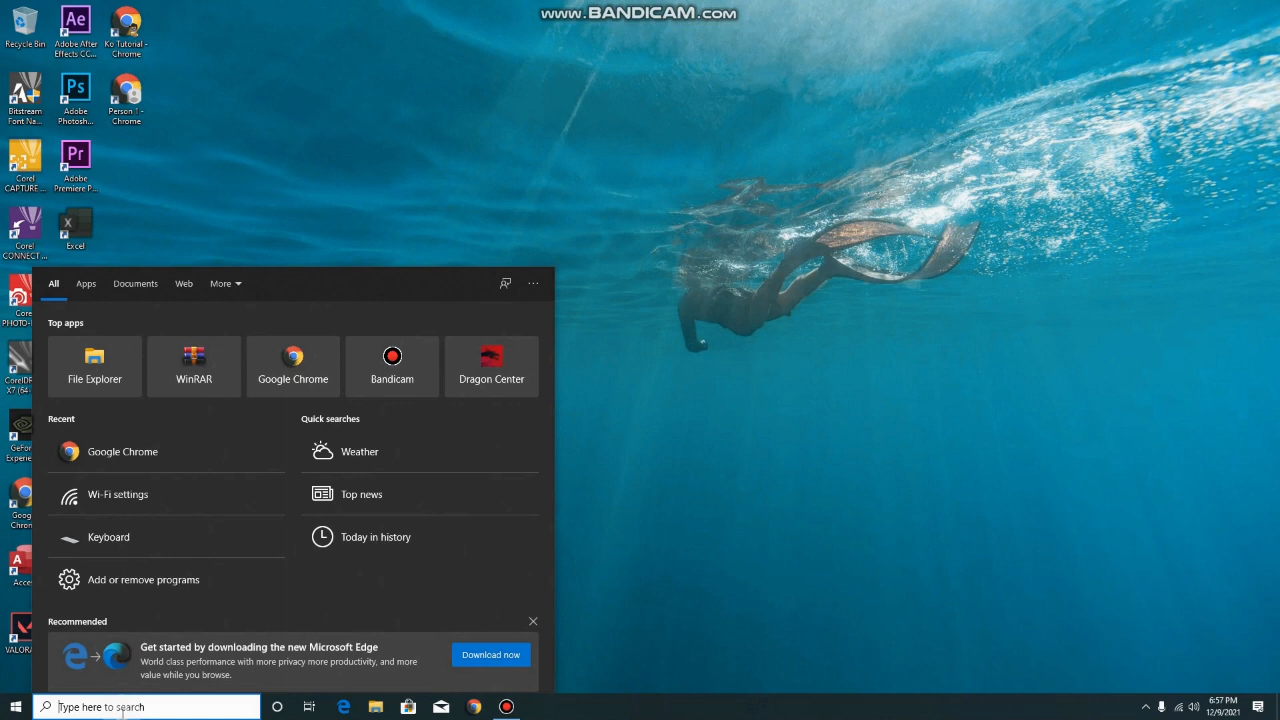 www.BANDICAM.com
Recycle Bin
Adobe After
Effects CC...
Ko Tutorial -
Chrome
Bitstream
Font Na...
Adobe
Photosh...
Person 1 -
Chrome
Corel
CAPTURE ...
Adobe
Premiere P...
Corel
CONNECT ...
Excel
All
Apps
Documents
Web
More
Top apps
File Explorer
WinRAR
Google Chrome
Bandicam
Dragon Center
Recent
Quick searches
Google Chrome
Weather
Wi-Fi settings
Top news
Keyboard
Today in history
Add or remove programs
Recommended
Get started by downloading the new Microsoft Edge
World class performance with more privacy more productivity, and more
value while you browse.
Download now
Type here to search
6:57 PM
12/9/2021